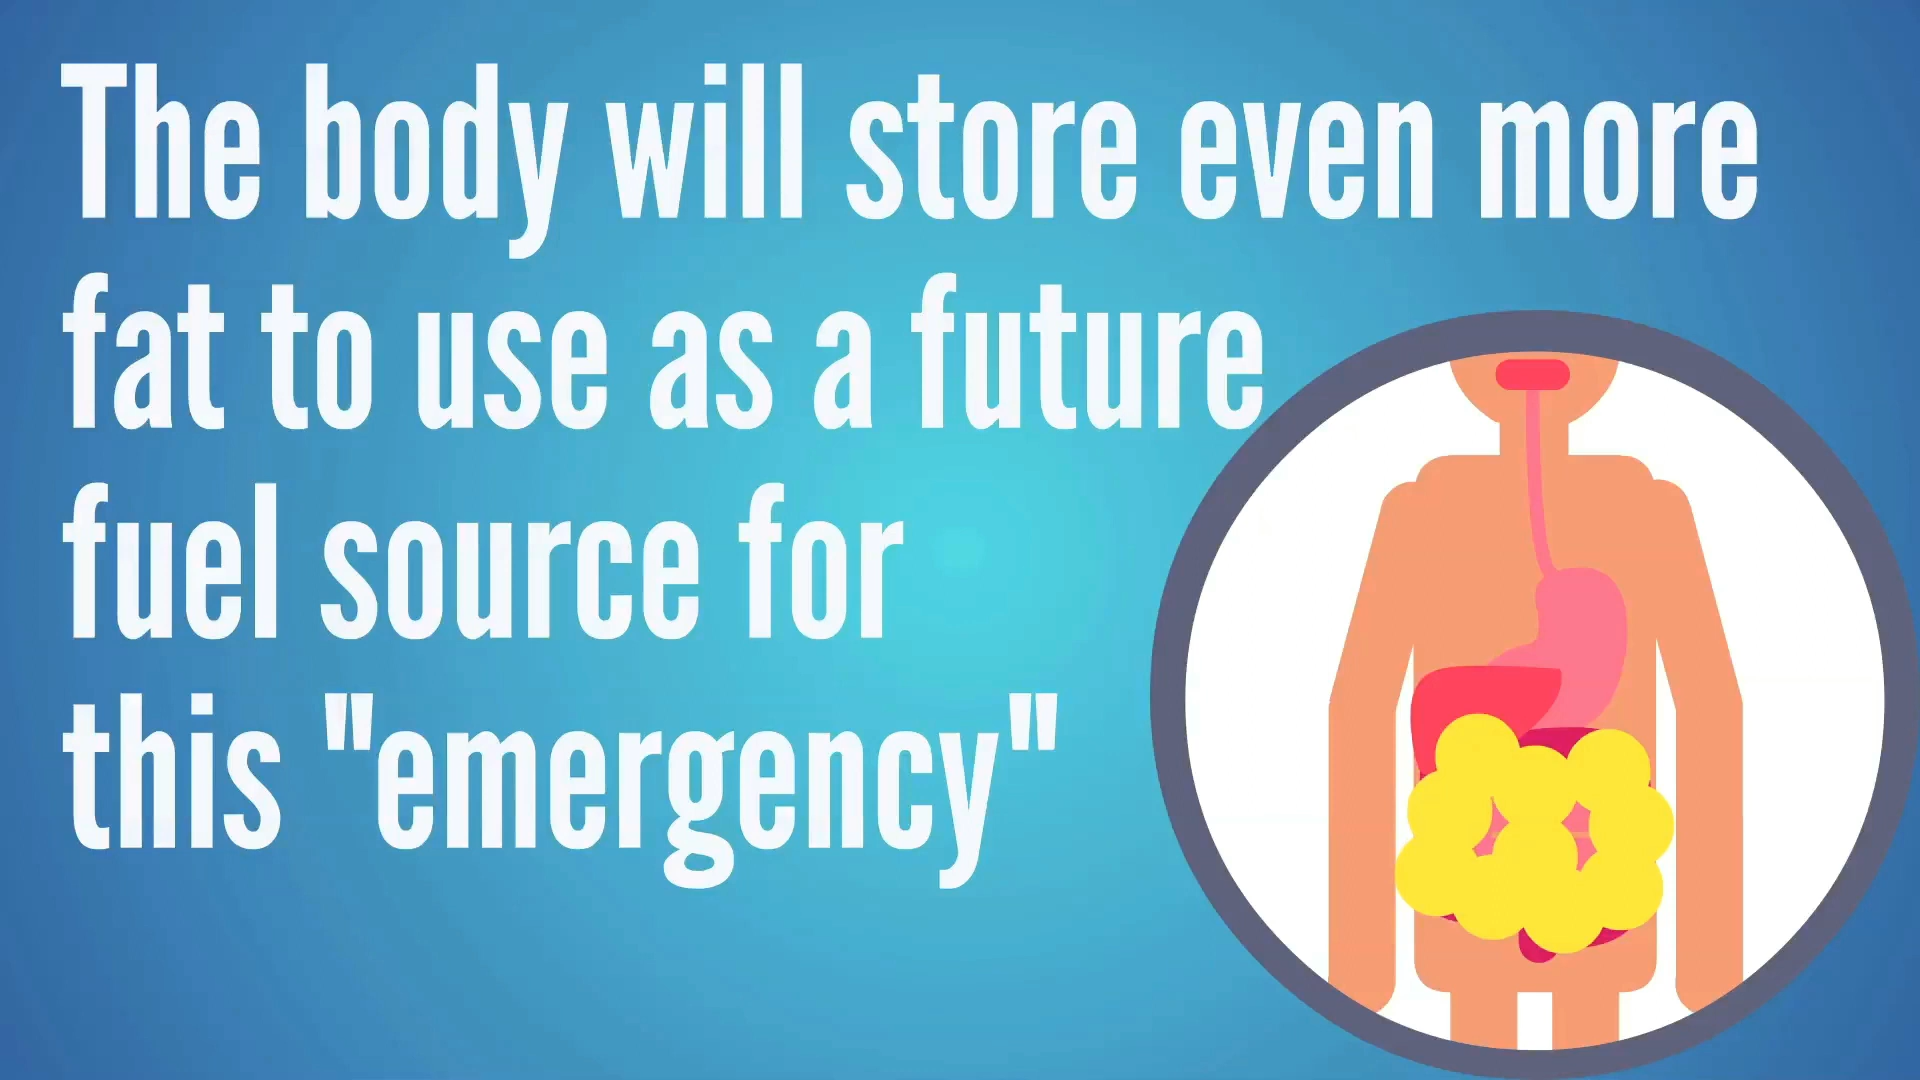 The body will store even more
fat to use as a future
fuel source for
this "emergency"